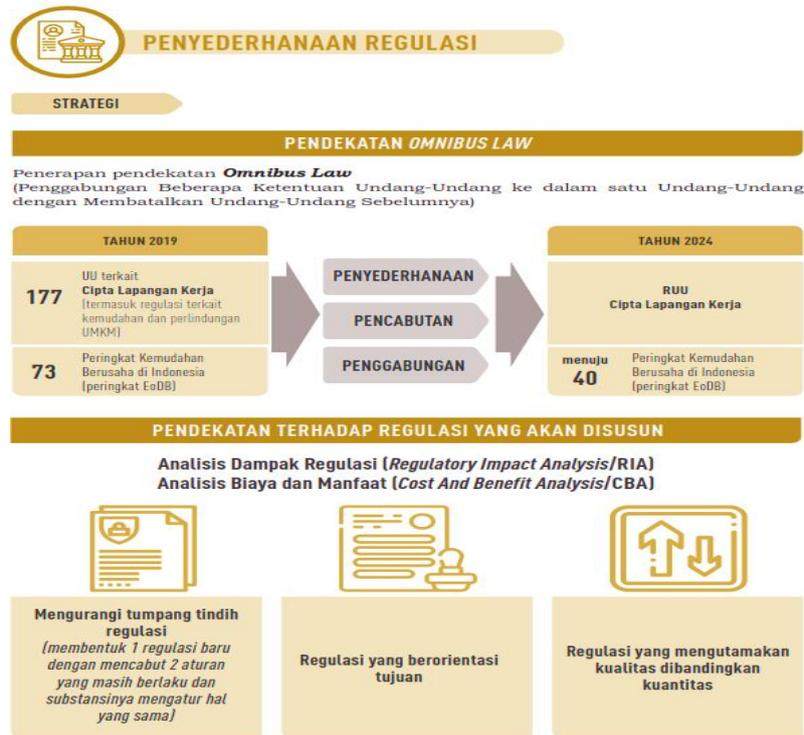 PENYEDERHANAAN REGULASI
STRATEGI
PENDEKATAN OMNIBUS LAW
Penerapan pendekatan Omnibus Law
(Penggabungan Beberapa Ketentuan Undang-Undang ke dalam satu Undang-Undang
dengan Membatalkan Undang-Undang Sebelumnya)
TAHUN 2019
177
UU terkait
Cipta Lapangan Kerja
(termasuk regulasi terkait
kemudahan dan perlindungan
UMKM)
73
Peringkat Kemudahan
Berusaha di Indonesia
(peringkat EoDB)
PENYEDERHANAAN
PENCABUTAN
PENGGABUNGAN
TAHUN 2024
RUU
Cipta Lapangan Kerja
menuju
40
Peringkat Kemudahan
Berusaha di Indonesia
(peringkat EoDB)
PENDEKATAN TERHADAP REGULASI YANG AKAN DISUSUN
Analisis Dampak Regulasi (Regulatory Impact Analysis/RIA)
Analisis Biaya dan Manfaat (Cost And Benefit Analysis/CBA)
Mengurangi tumpang tindih
regulasi
(membentuk 1 regulasi baru
dengan mencabut 2 aturan
yang masih berlaku dan
substansinya mengatur hal
yang sama)
Regulasi yang berorientasi
tujuan
Regulasi yang mengutamakan
kualitas dibandingkan
kuantitas